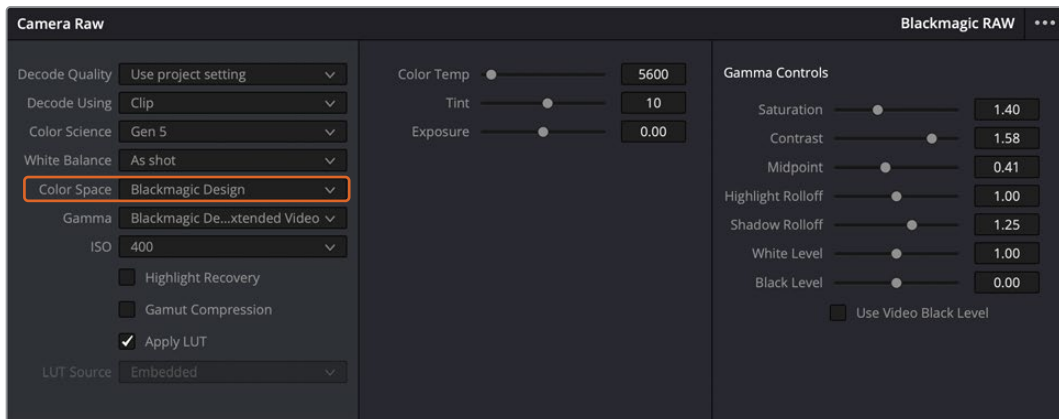 Camera Raw
Blackmagic RAW
Decode Quality Use project setting
Decode Using Clip
Color Science Gen 5
White Balance As shot
Color Space Blackmagic Design
Gamma Blackmagic De...xtended Video
ISO 400
Highlight Recovery
Gamut Compression
Apply LUT
LUT Source Embedded
Color Temp 5600
Tint 10
Exposure 0.00
Gamma Controls
Saturation 1.40
Contrast 1.58
Midpoint 0.41
Highlight Rolloff 1.00
Shadow Rolloff 1.25
White Level 1.00
Black Level 0.00
Use Video Black Level